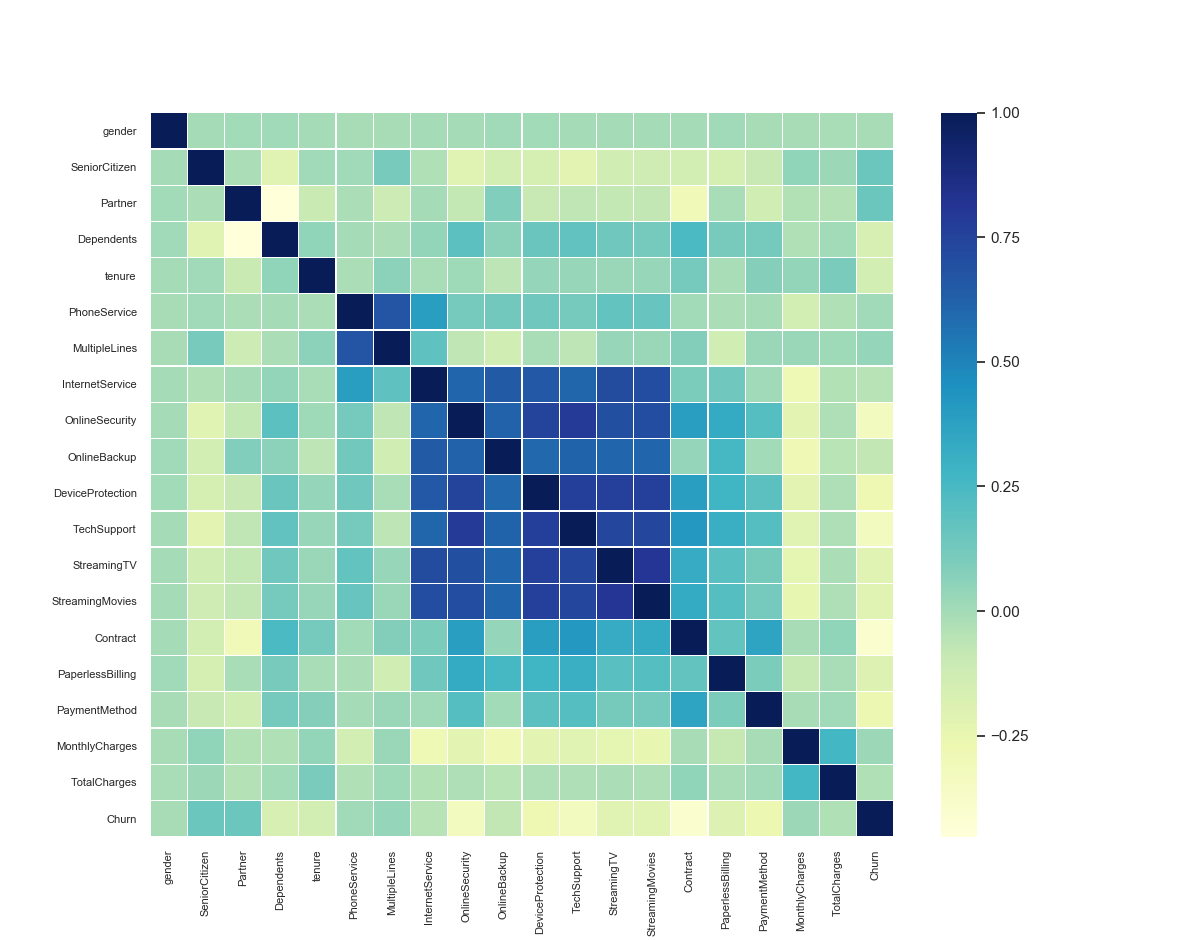 gender
SeniorCitizen
Partner
Dependents
tenure
PhoneService
MultipleLines
InternetService
OnlineSecurity
OnlineBackup
DeviceProtection
TechSupport
StreamingTV
StreamingMovies
Contract
PaperlessBilling
PaymentMethod
MonthlyCharges
TotalCharges
Churn
gender
SeniorCitizen
Partner
Dependents
tenure
PhoneService
MultipleLines
InternetService
OnlineSecurity
OnlineBackup
DeviceProtection
TechSupport
StreamingTV
StreamingMovies
Contract
PaperlessBilling
PaymentMethod
MonthlyCharges
TotalCharges
Churn
1.00
0.75
0.50
0.25
0.00
−0.25